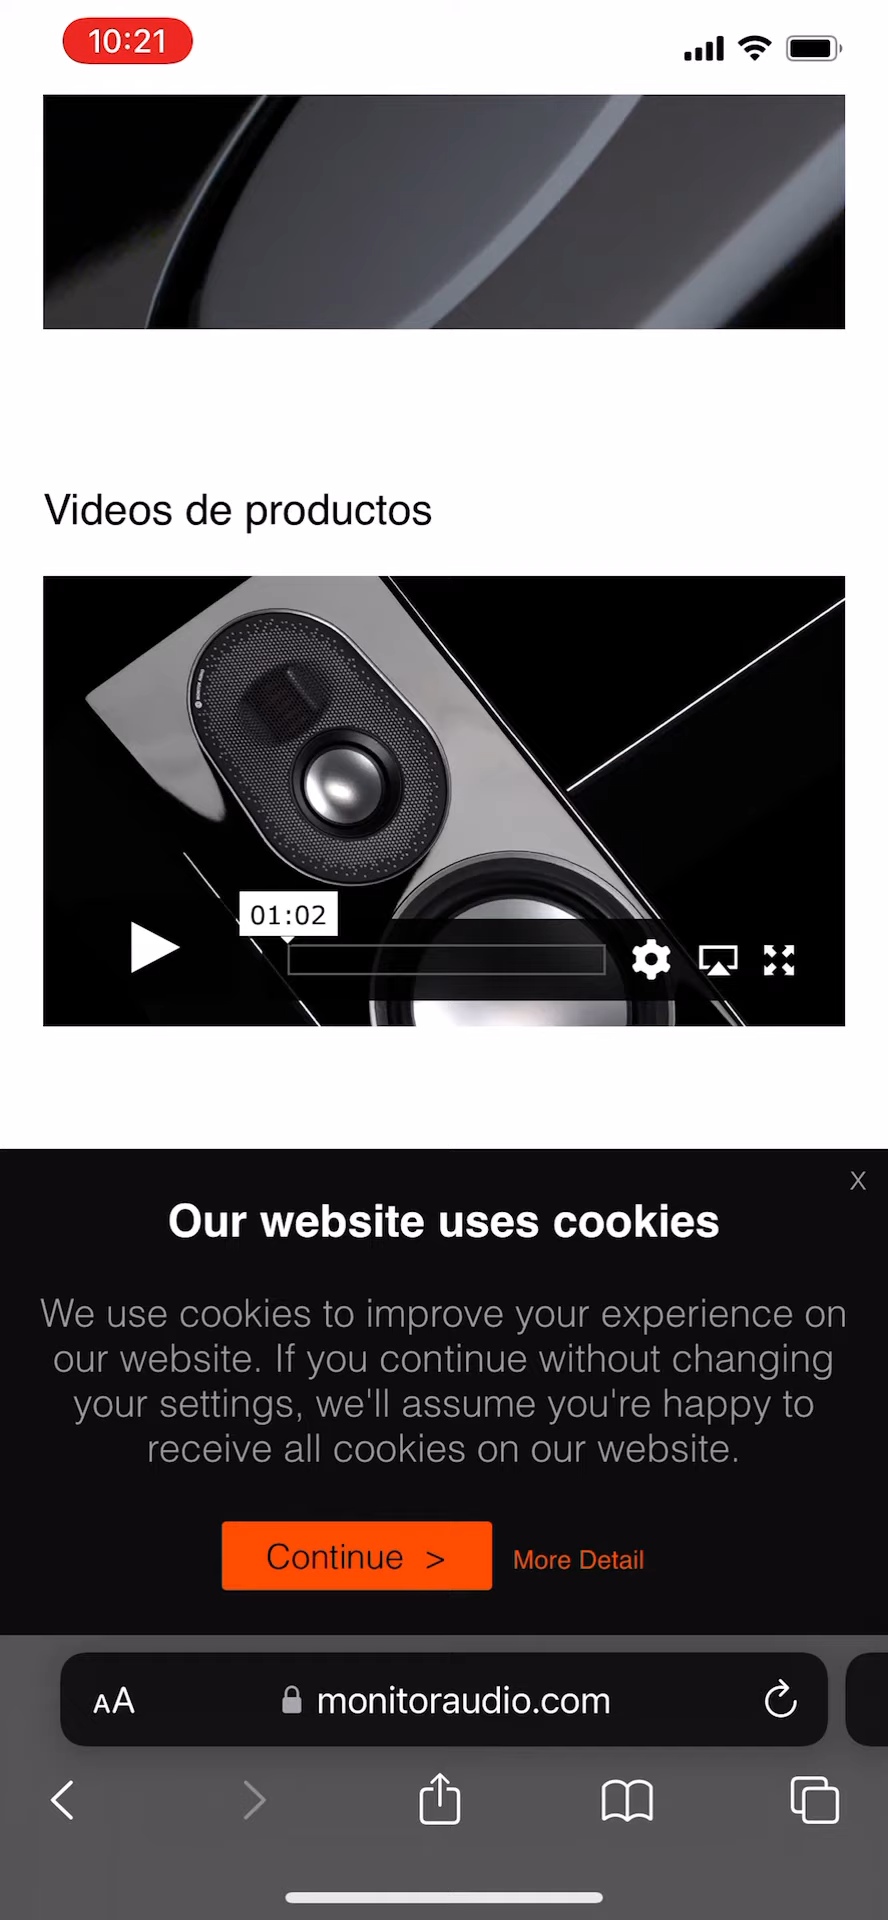 10:21
Videos de productos
01:02
X
Our website uses cookies
We use cookies to improve your experience on
our website. If you continue without changing
your settings, we'll assume you're happy to
receive all cookies on our website.
Continue >
More Detail
AA
monitoraudio.com